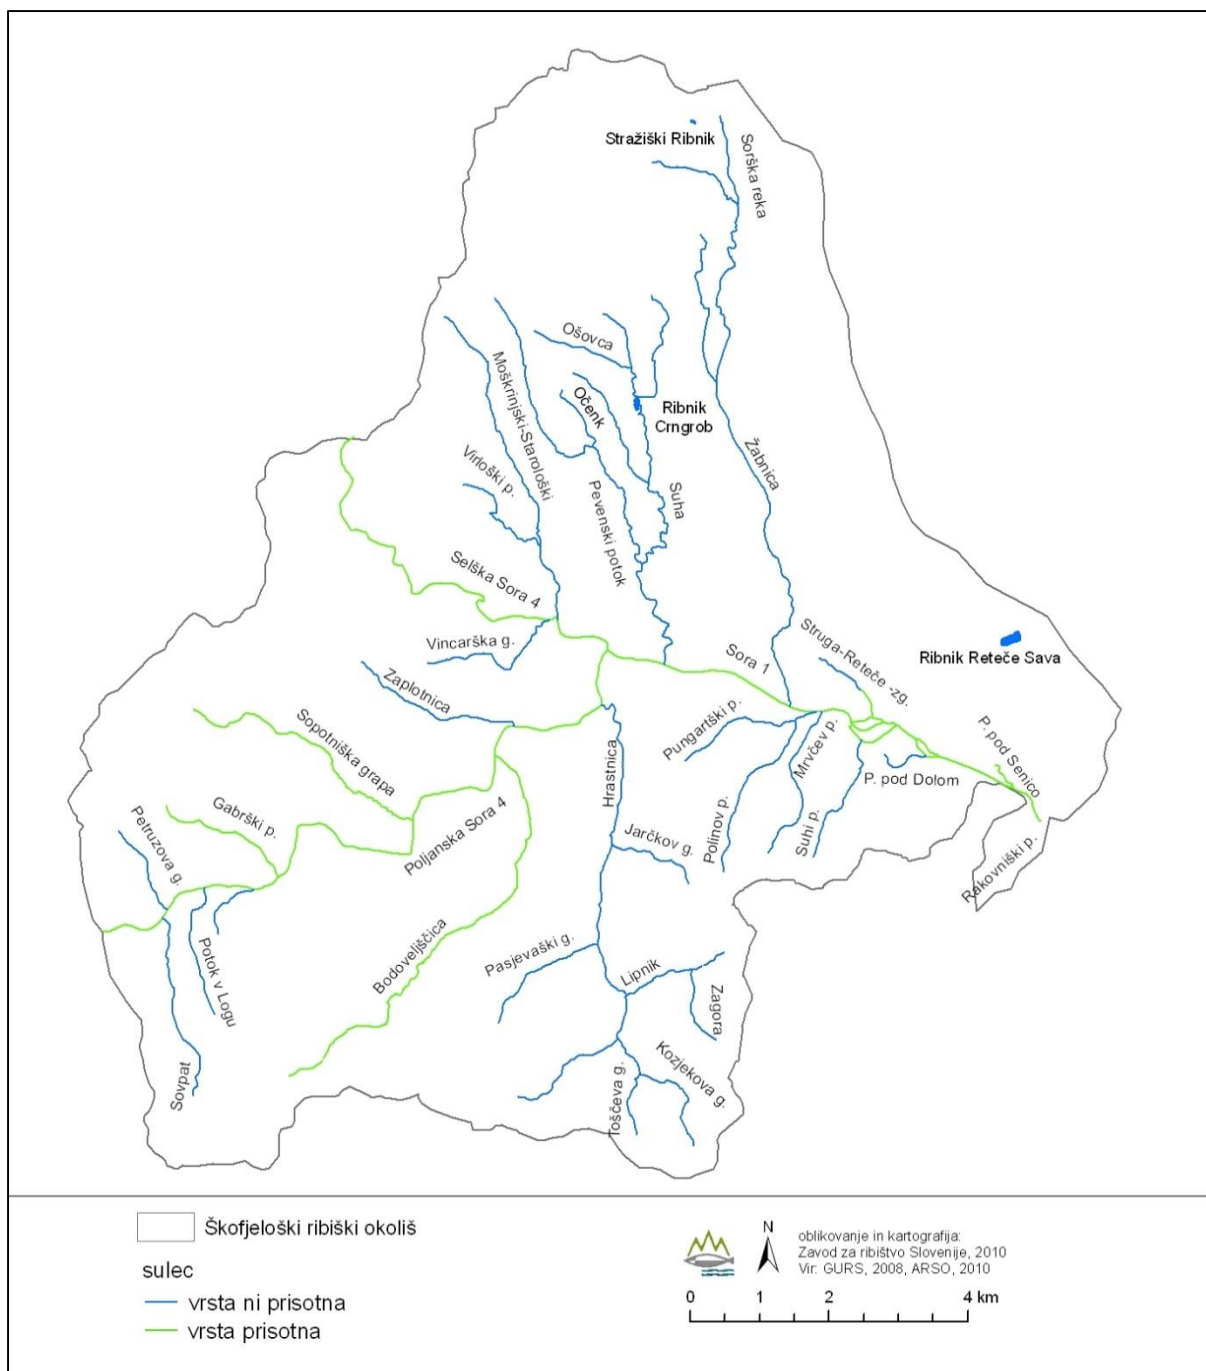 Stražiški Ribnik
Sorška reka
Ošovca
Moškrinjski-Starološki
Očenk
Ribnik
Crngrob
Virloški p.
Žabnica
Pevenski potok
Suha
Selška Sora 4
Vincarška g.
Sora 1
Struga-Reteče -zg.
Ribnik Reteče Sava
Zaplotnica
Sopotniška grapa
Hrastnica
Pungartški p.
Mrvčev p.
P. pod Dolom
P. pod Senico
Petruzova g.
Gabrški p.
Poljanska Sora 4
Jarčkov g.
Polinov p.
Suhi p.
Rakovniški p.
Potok v Logu
Bodoveljščica
Pasjevaški g.
Lipnik
Zagora
Sovpat
Toščeva g.
Kozjekova g.
Škofjeloški ribiški okoliš
sulec
vrsta ni prisotna
vrsta prisotna
N
oblikovanje in kartografija:
Zavod za ribištvo Slovenije, 2010
Vir: GURS, 2008, ARSO, 2010
0 1 2 4 km